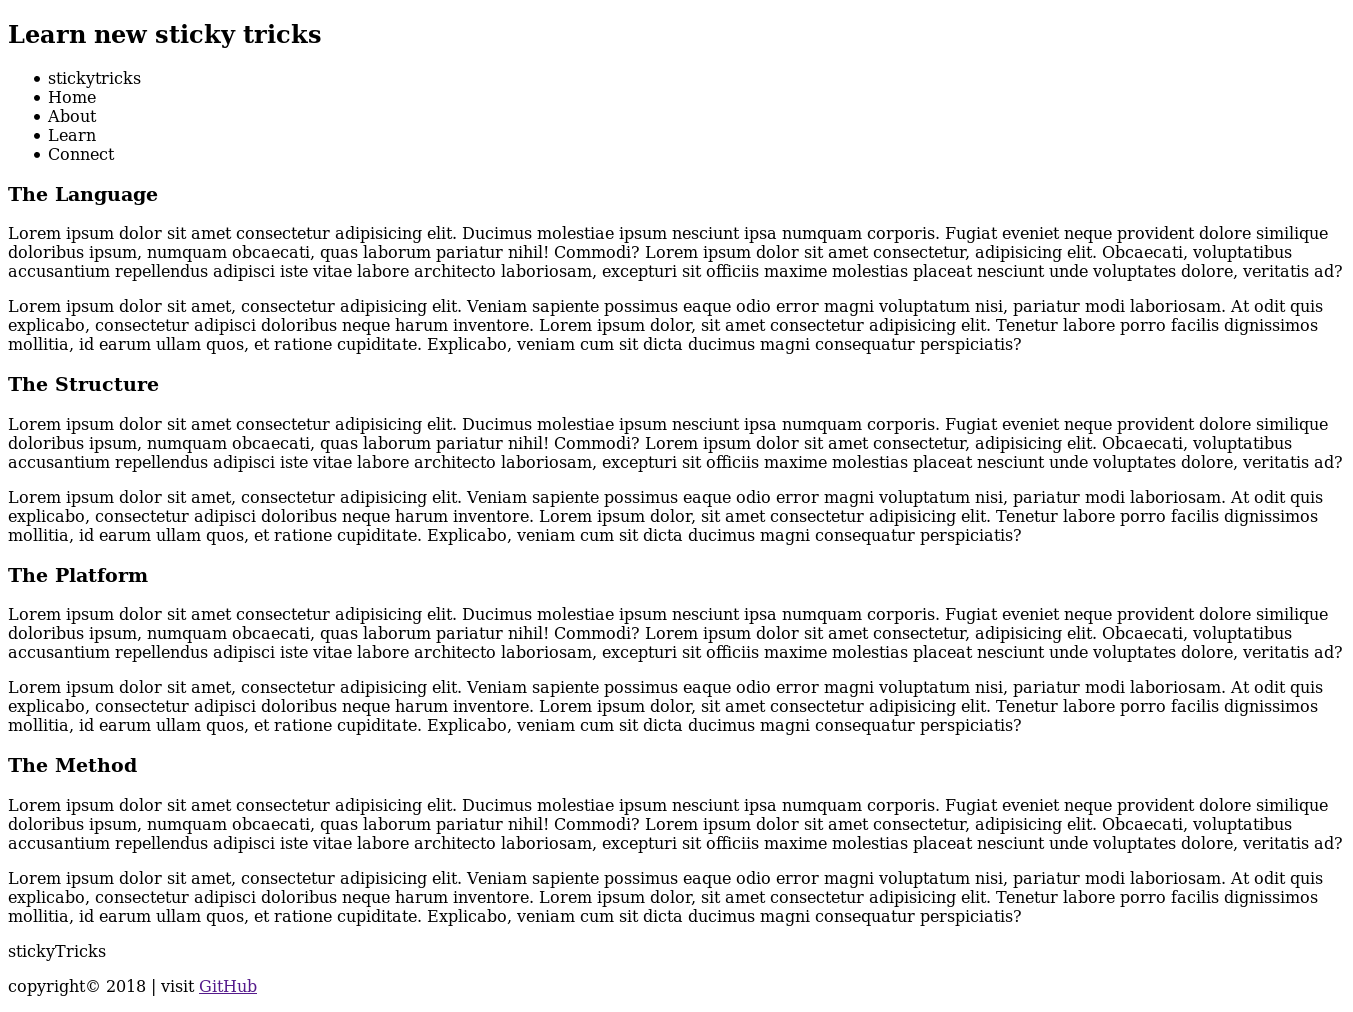 Learn new sticky tricks
stickytricks
Home
About
Learn
Connect
The Language
Lorem ipsum dolor sit amet consectetur adipisicing elit. Ducimus molestiae ipsum nesciunt ipsa numquam corporis. Fugiat eveniet neque provident dolore similique
doloribus ipsum, numquam obcaecati, quas laborum pariatur nihil! Commodi? Lorem ipsum dolor sit amet consectetur, adipisicing elit. Obcaecati, voluptatibus
accusantium repellendus adipisci iste vitae labore architecto laboriosam, excepturi sit officiis maxime molestias placeat nesciunt unde voluptates dolore, veritatis ad?
Lorem ipsum dolor sit amet, consectetur adipisicing elit. Veniam sapiente possimus eaque odio error magni voluptatum nisi, pariatur modi laboriosam. At odit quis
explicabo, consectetur adipisci doloribus neque harum inventore. Lorem ipsum dolor, sit amet consectetur adipisicing elit. Tenetur labore porro facilis dignissimos
mollitia, id earum ullam quos, et ratione cupiditate. Explicabo, veniam cum sit dicta ducimus magni consequatur perspiciatis?
The Structure
Lorem ipsum dolor sit amet consectetur adipisicing elit. Ducimus molestiae ipsum nesciunt ipsa numquam corporis. Fugiat eveniet neque provident dolore similique
doloribus ipsum, numquam obcaecati, quas laborum pariatur nihil! Commodi? Lorem ipsum dolor sit amet consectetur, adipisicing elit. Obcaecati, voluptatibus
accusantium repellendus adipisci iste vitae labore architecto laboriosam, excepturi sit officiis maxime molestias placeat nesciunt unde voluptates dolore, veritatis ad?
Lorem ipsum dolor sit amet, consectetur adipisicing elit. Veniam sapiente possimus eaque odio error magni voluptatum nisi, pariatur modi laboriosam. At odit quis
explicabo, consectetur adipisci doloribus neque harum inventore. Lorem ipsum dolor, sit amet consectetur adipisicing elit. Tenetur labore porro facilis dignissimos
mollitia, id earum ullam quos, et ratione cupiditate. Explicabo, veniam cum sit dicta ducimus magni consequatur perspiciatis?
The Platform
Lorem ipsum dolor sit amet consectetur adipisicing elit. Ducimus molestiae ipsum nesciunt ipsa numquam corporis. Fugiat eveniet neque provident dolore similique
doloribus ipsum, numquam obcaecati, quas laborum pariatur nihil! Commodi? Lorem ipsum dolor sit amet consectetur, adipisicing elit. Obcaecati, voluptatibus
accusantium repellendus adipisci iste vitae labore architecto laboriosam, excepturi sit officiis maxime molestias placeat nesciunt unde voluptates dolore, veritatis ad?
Lorem ipsum dolor sit amet, consectetur adipisicing elit. Veniam sapiente possimus eaque odio error magni voluptatum nisi, pariatur modi laboriosam. At odit quis
explicabo, consectetur adipisci doloribus neque harum inventore. Lorem ipsum dolor, sit amet consectetur adipisicing elit. Tenetur labore porro facilis dignissimos
mollitia, id earum ullam quos, et ratione cupiditate. Explicabo, veniam cum sit dicta ducimus magni consequatur perspiciatis?
The Method
Lorem ipsum dolor sit amet consectetur adipisicing elit. Ducimus molestiae ipsum nesciunt ipsa numquam corporis. Fugiat eveniet neque provident dolore similique
doloribus ipsum, numquam obcaecati, quas laborum pariatur nihil! Commodi? Lorem ipsum dolor sit amet consectetur, adipisicing elit. Obcaecati, voluptatibus
accusantium repellendus adipisci iste vitae labore architecto laboriosam, excepturi sit officiis maxime molestias placeat nesciunt unde voluptates dolore, veritatis ad?
Lorem ipsum dolor sit amet, consectetur adipisicing elit. Veniam sapiente possimus eaque odio error magni voluptatum nisi, pariatur modi laboriosam. At odit quis
explicabo, consectetur adipisci doloribus neque harum inventore. Lorem ipsum dolor, sit amet consectetur adipisicing elit. Tenetur labore porro facilis dignissimos
mollitia, id earum ullam quos, et ratione cupiditate. Explicabo, veniam cum sit dicta ducimus magni consequatur perspiciatis?
stickyTricks
copyright© 2018 | visit GitHub